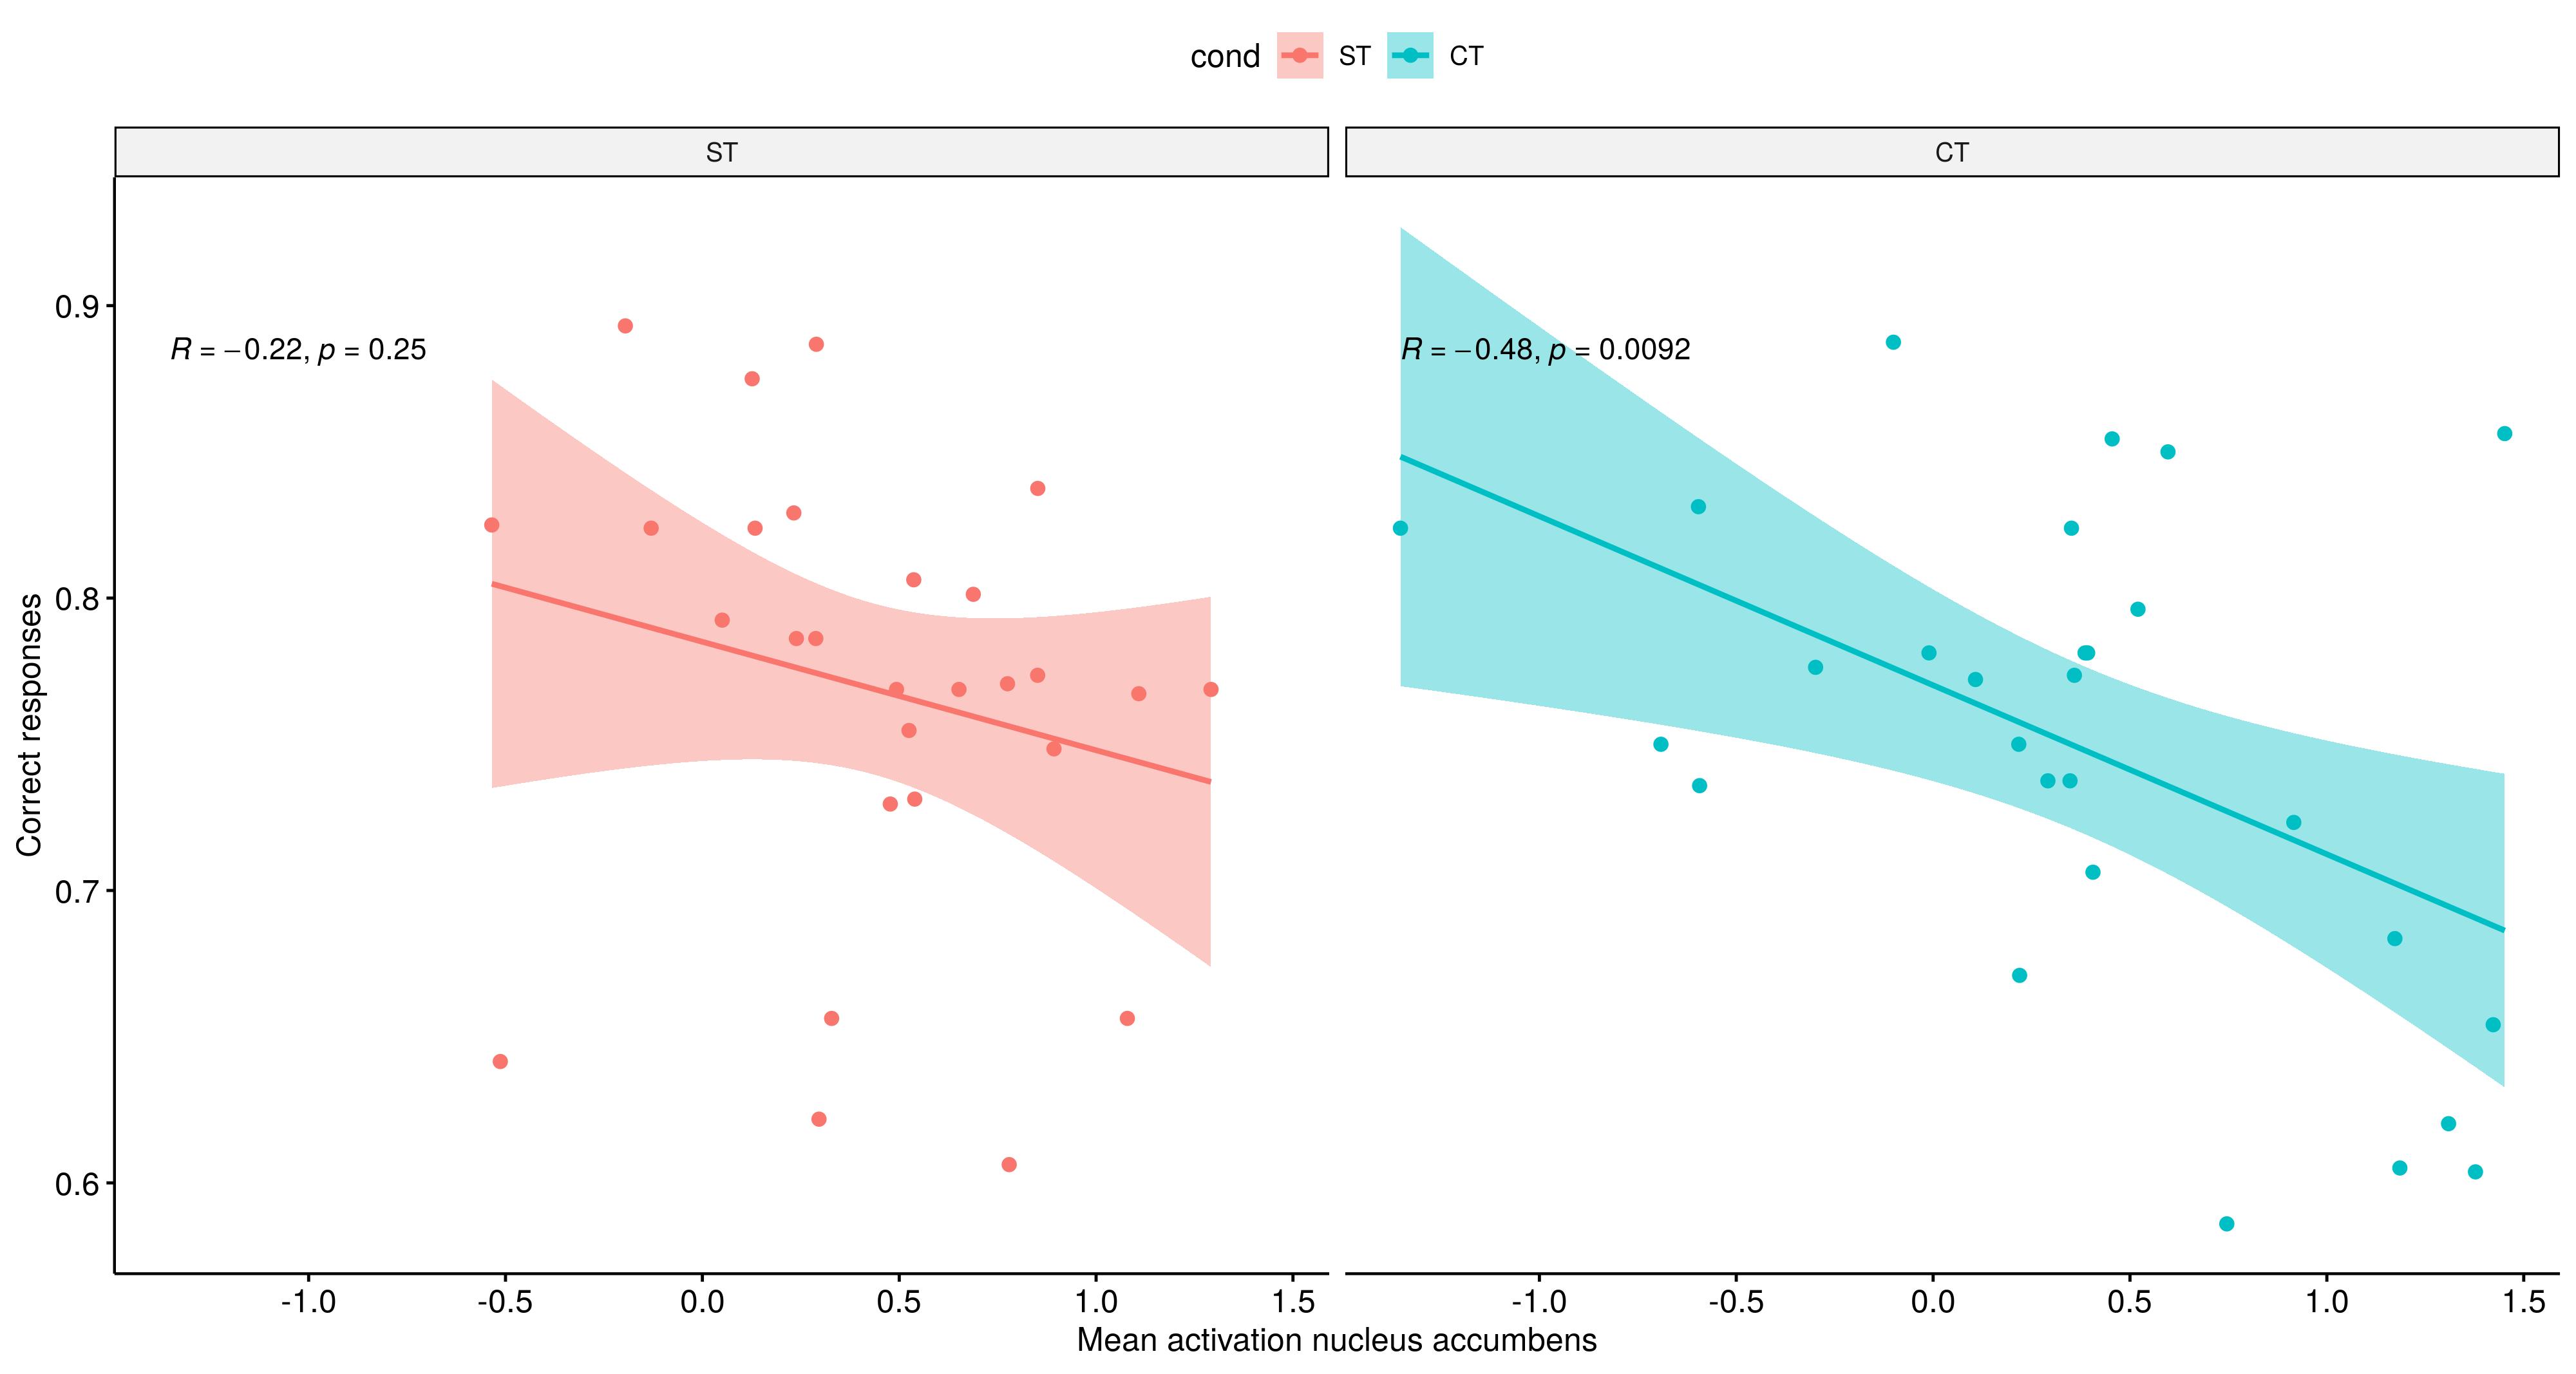 cond ST CT
ST CT
R = −0.22, p = 0.25
R = −0.48, p = 0.0092
Correct responses
0.9
0.8
0.7
0.6
-1.0 -0.5 0.0 0.5 1.0 1.5
-1.0 -0.5 0.0 0.5 1.0 1.5
Mean activation nucleus accumbens